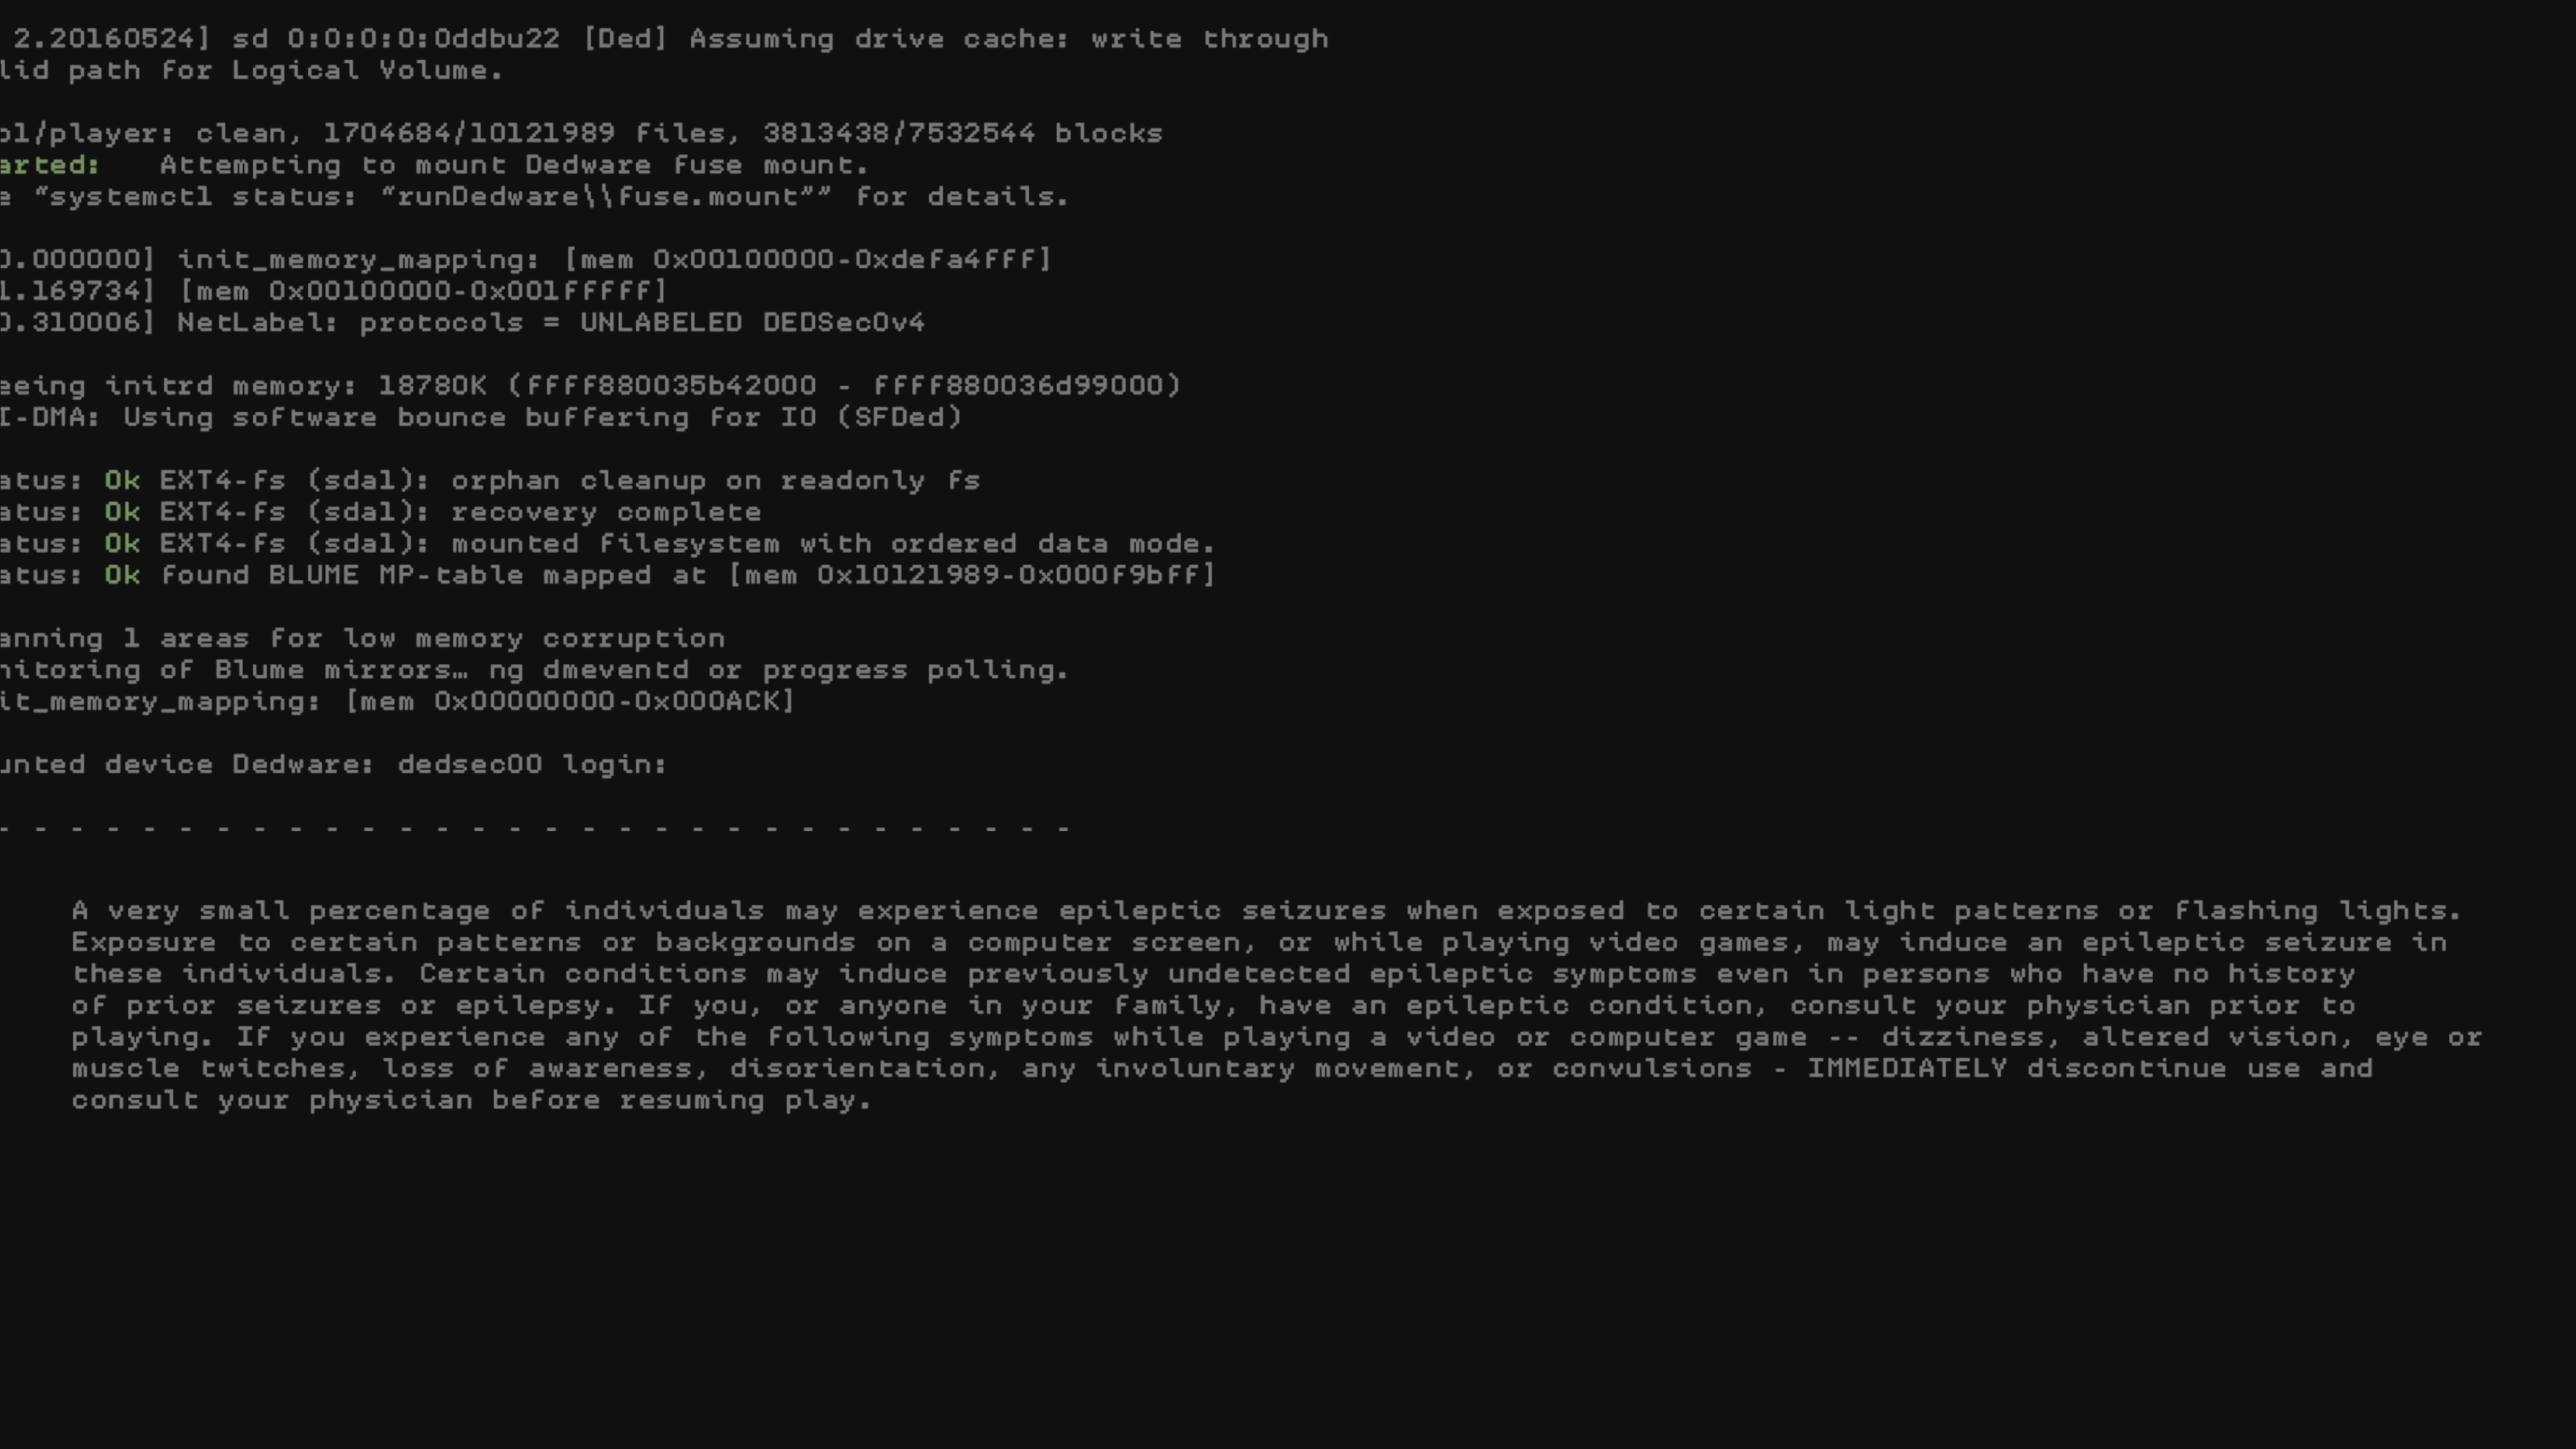 2.20160524] sd 0:0:0:0:0ddbu22 [Ded] Assuming drive cache: write through
lid path for Logical Volume.
ol/player: clean, 1704684/10121989 files, 3813438/7532544 blocks
arted: Attempting to mount Dedware fuse mount.
e “systemctl status: “runDedware\\fuse.mount”” for details.
0.000000] init_memory_mapping: [mem 0x00100000-0xdefa4fff]
1.169734] [mem 0x00100000-0x001fffff]
0.310006] NetLabel: protocols = UNLABELED DEDSec0v4
eeing initrd memory: 18780K (ffff880035b42000 - ffff880036d99000)
I-DMA: Using software bounce buffering for IO (SFDed)
atus: Ok EXT4-fs (sda1): orphan cleanup on readonly fs
atus: Ok EXT4-fs (sda1): recovery complete
atus: Ok EXT4-fs (sda1): mounted filesystem with ordered data mode.
atus: Ok found BLUME MP-table mapped at [mem 0x10121989-0x000f9bff]
anning 1 areas for low memory corruption
nitoring of Blume mirrors… ng dmeventd or progress polling.
it_memory_mapping: [mem 0x00000000-0x000ACK]
unted device Dedware: dedsec00 login:
- - - - - - - - - - - - - - - - - - - - - - - - - - - - - -
A very small percentage of individuals may experience epileptic seizures when exposed to certain light patterns or flashing lights.
Exposure to certain patterns or backgrounds on a computer screen, or while playing video games, may induce an epileptic seizure in
these individuals. Certain conditions may induce previously undetected epileptic symptoms even in persons who have no history
of prior seizures or epilepsy. If you, or anyone in your family, have an epileptic condition, consult your physician prior to
playing. If you experience any of the following symptoms while playing a video or computer game -- dizziness, altered vision, eye or
muscle twitches, loss of awareness, disorientation, any involuntary movement, or convulsions - IMMEDIATELY discontinue use and
consult your physician before resuming play.